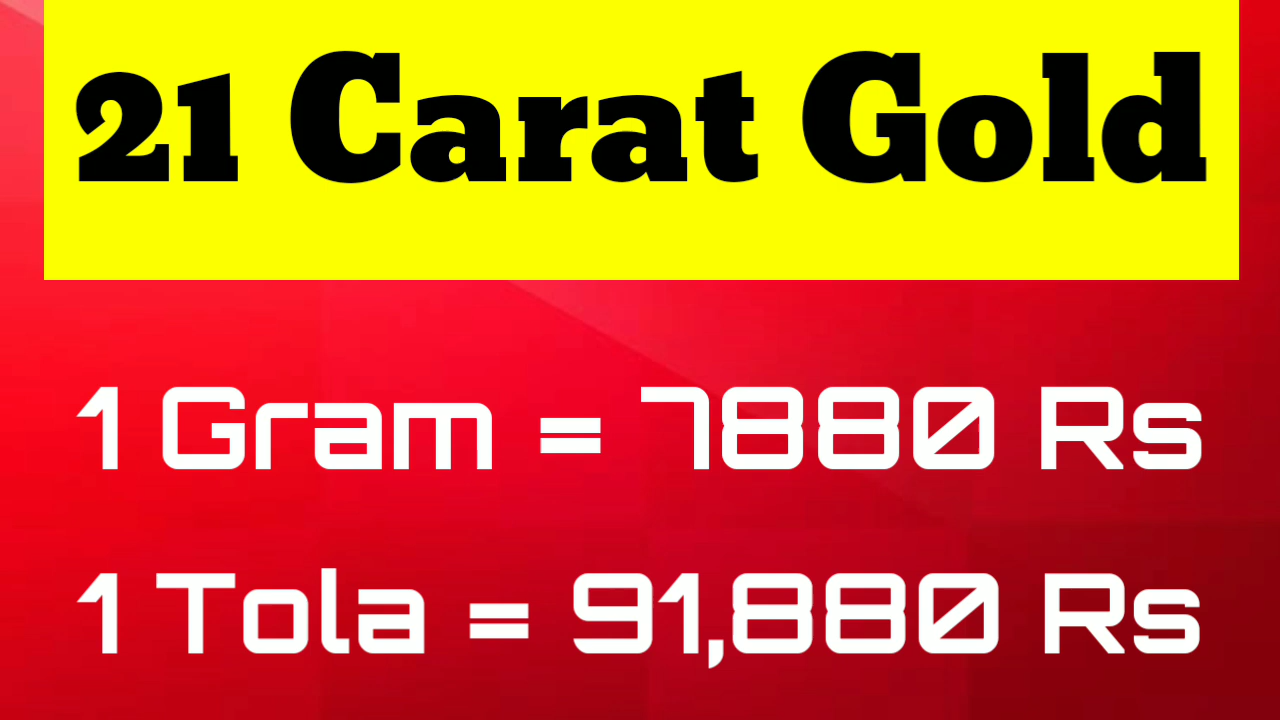 21 Carat Gold
1 Gram = 7880 Rs
1 Tola = 91,880 Rs